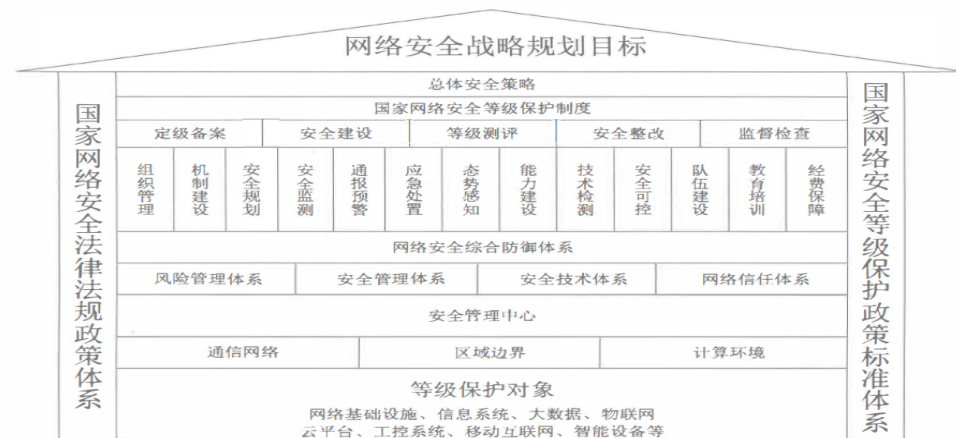 网络安全战略规划目标
国家网络安全法律法规政策体系
总体安全策略
国家网络安全等级保护制度
定级备案
安全建设
等级测评
安全整改
监督检查
组织管理
机制建设
安全规划
安全监测
通报预警
应急处置
态势感知
能力建设
技术检测
安全可控
队伍建设
教育培训
经费保障
网络安全综合防御体系
风险管理体系
安全管理体系
安全技术体系
网络信任体系
安全管理中心
通信网络
区域边界
计算环境
等级保护对象
网络基础设施、信息系统、大数据、物联网
云平台、工控系统、移动互联网、智能设备等
国家网络安全等级保护政策标准体系